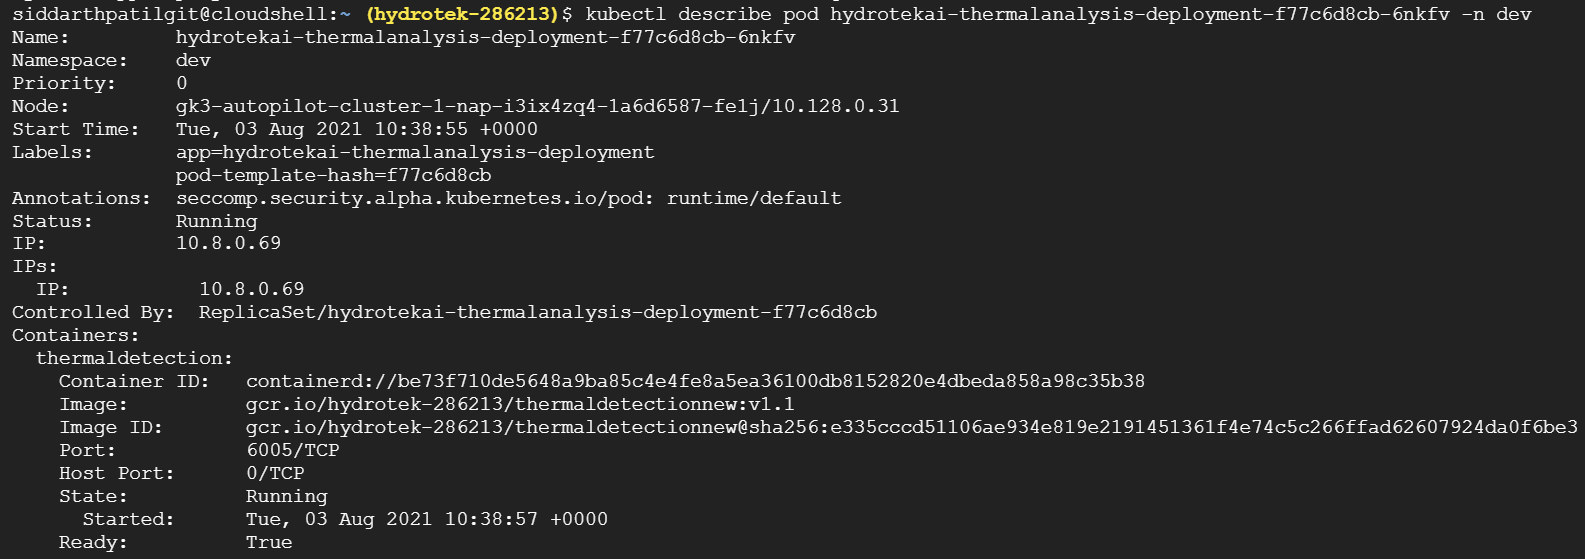 siddarthpatilgit@cloudshell:~ (hydrotek-286213)$ kubectl describe pod hydrotekai-thermalanalysis-deployment-f77c6d8cb-6nkfv -n dev
Name:         hydrotekai-thermalanalysis-deployment-f77c6d8cb-6nkfv
Namespace:    dev
Priority:     0
Node:         gk3-autopilot-cluster-1-nap-i3ix4zq4-1a6d6587-fe1j/10.128.0.31
Start Time:   Tue, 03 Aug 2021 10:38:55 +0000
Labels:       app=hydrotekai-thermalanalysis-deployment
              pod-template-hash=f77c6d8cb
Annotations:  seccomp.security.alpha.kubernetes.io/pod: runtime/default
Status:       Running
IP:           10.8.0.69
IPs:
  IP:           10.8.0.69
Controlled By:  ReplicaSet/hydrotekai-thermalanalysis-deployment-f77c6d8cb
Containers:
  thermaldetection:
    Container ID:   containerd://be73f710de5648a9ba85c4e4fe8a5ea36100db8152820e4dbeda858a98c35b38
    Image:          gcr.io/hydrotek-286213/thermaldetectionnew:v1.1
    Image ID:       gcr.io/hydrotek-286213/thermaldetectionnew@sha256:e335cccd51106ae934e819e2191451361f4e74c5c266ffad62607924da0f6be3
    Port:           6005/TCP
    Host Port:      0/TCP
    State:          Running
      Started:      Tue, 03 Aug 2021 10:38:57 +0000
    Ready:          True